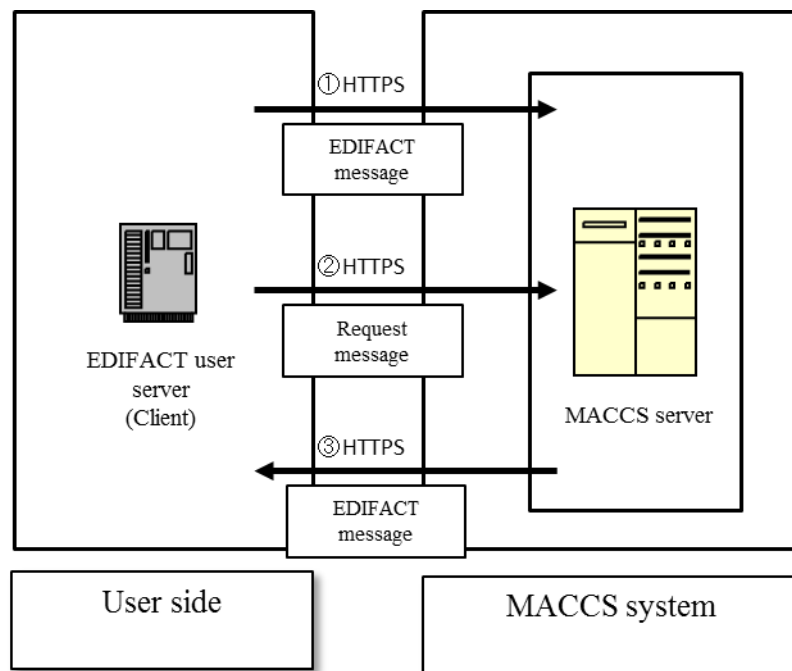 ①HTTPS
EDIFACT
message
②HTTPS
Request
message
EDIFACT user
server
(Client)
MACCS server
③HTTPS
EDIFACT
message
User side
MACCS system